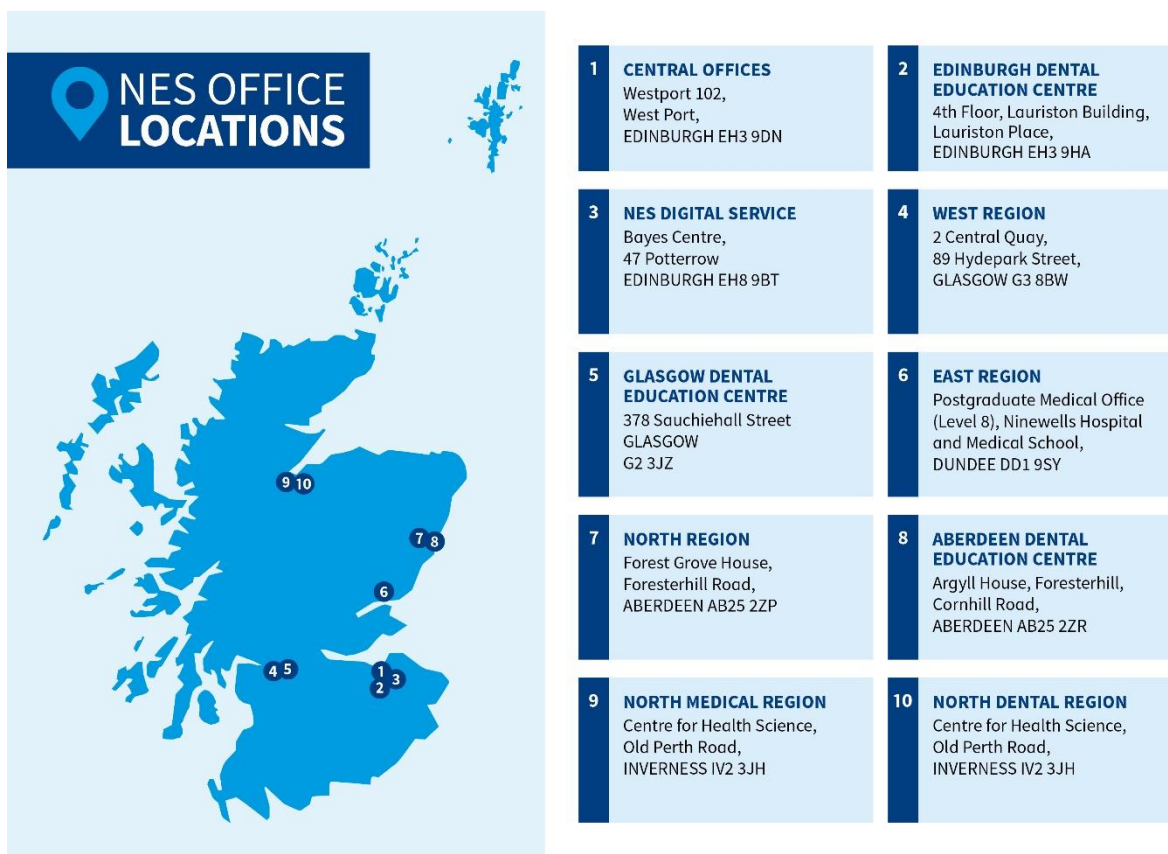 NES OFFICE
LOCATIONS
9 10
7 8
6
4 5
1
3
2
1
CENTRAL OFFICES
Westport 102,
West Port,
EDINBURGH EH3 9DN
2
EDINBURGH DENTAL
EDUCATION CENTRE
4th Floor, Lauriston Building,
Lauriston Place,
EDINBURGH EH3 9HA
3
NES DIGITAL SERVICE
Bayes Centre,
47 Potterrow
EDINBURGH EH8 9BT
4
WEST REGION
2 Central Quay,
89 Hydepark Street,
GLASGOW G3 8BW
5
GLASGOW DENTAL
EDUCATION CENTRE
378 Sauchiehall Street
GLASGOW
G2 3JZ
6
EAST REGION
Postgraduate Medical Office
(Level 8), Ninewells Hospital
and Medical School,
DUNDEE DD1 9SY
7
NORTH REGION
Forest Grove House,
Foresterhill Road,
ABERDEEN AB25 2ZP
8
ABERDEEN DENTAL
EDUCATION CENTRE
Argyll House, Foresterhill,
Cornhill Road,
ABERDEEN AB25 2ZR
9
NORTH MEDICAL REGION
Centre for Health Science,
Old Perth Road,
INVERNESS IV2 3JH
10
NORTH DENTAL REGION
Centre for Health Science,
Old Perth Road,
INVERNESS IV2 3JH